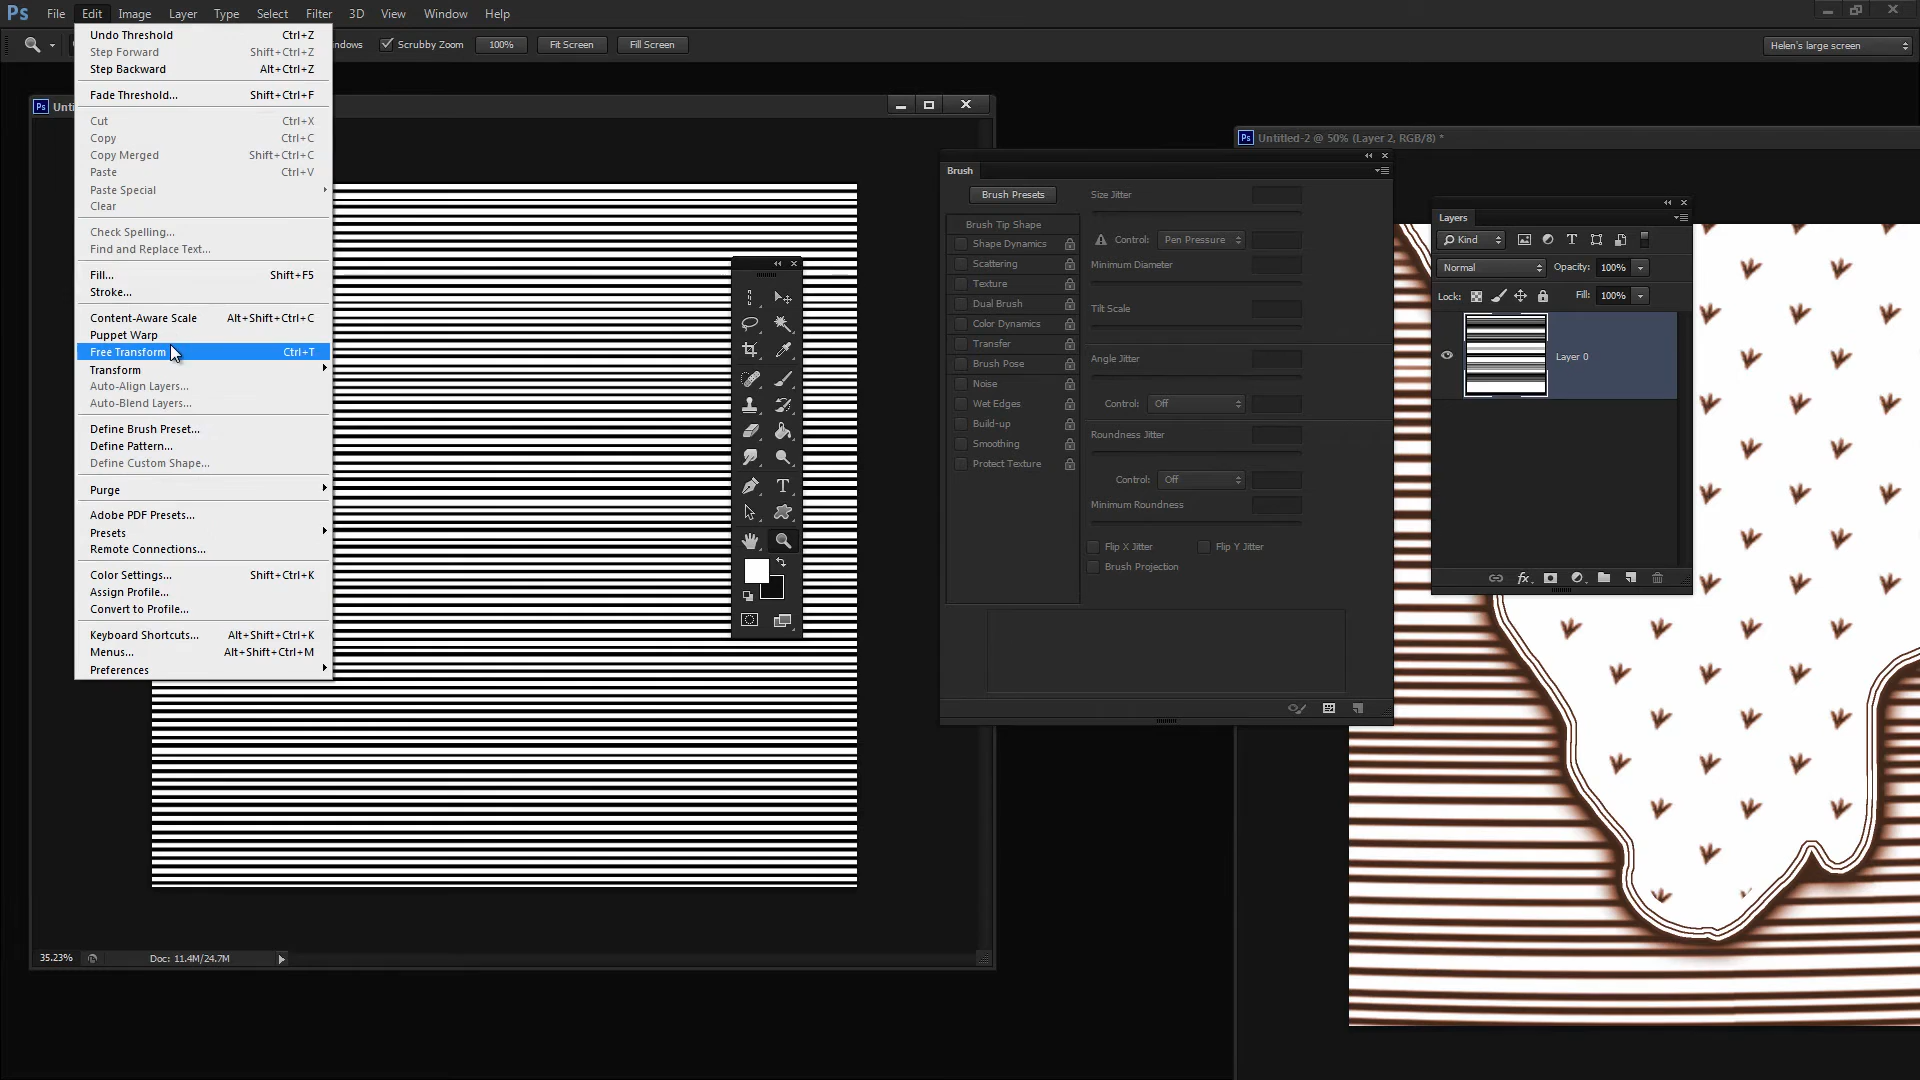 Ps File Edit Image Layer Type Select Filter 3D View Window Help
Scrubby Zoom 100% Fit Screen Fill Screen Helen's large screen
Undo Threshold Ctrl+Z
Step Forward Shift+Ctrl+Z
Step Backward Alt+Ctrl+Z
Fade Threshold... Shift+Ctrl+F
Cut Ctrl+X
Copy Ctrl+C
Copy Merged Shift+Ctrl+C
Paste Ctrl+V
Paste Special
Clear
Check Spelling...
Find and Replace Text...
Fill... Shift+F5
Stroke...
Content-Aware Scale Alt+Shift+Ctrl+C
Puppet Warp
Free Transform Ctrl+T
Transform
Auto-Align Layers...
Auto-Blend Layers...
Define Brush Preset...
Define Pattern...
Define Custom Shape...
Purge
Adobe PDF Presets...
Presets
Remote Connections...
Color Settings... Shift+Ctrl+K
Assign Profile...
Convert to Profile...
Keyboard Shortcuts... Alt+Shift+Ctrl+K
Menus... Alt+Shift+Ctrl+M
Preferences
Ps
35.23% Doc: 11.4M/24.7M
Ps Untitled-2 @ 50% (Layer 2, RGB/8) *
Brush
Brush Presets
Brush Tip Shape
Shape Dynamics
Scattering
Texture
Dual Brush
Color Dynamics
Transfer
Brush Pose
Noise
Wet Edges
Build-up
Smoothing
Protect Texture
Size Jitter
Control: Pen Pressure
Minimum Diameter
Tilt Scale
Angle Jitter
Control: Off
Roundness Jitter
Control: Off
Minimum Roundness
Flip X Jitter Flip Y Jitter
Brush Projection
Layers
Kind
Normal Opacity: 100%
Lock: Fill: 100%
Layer 0
fx